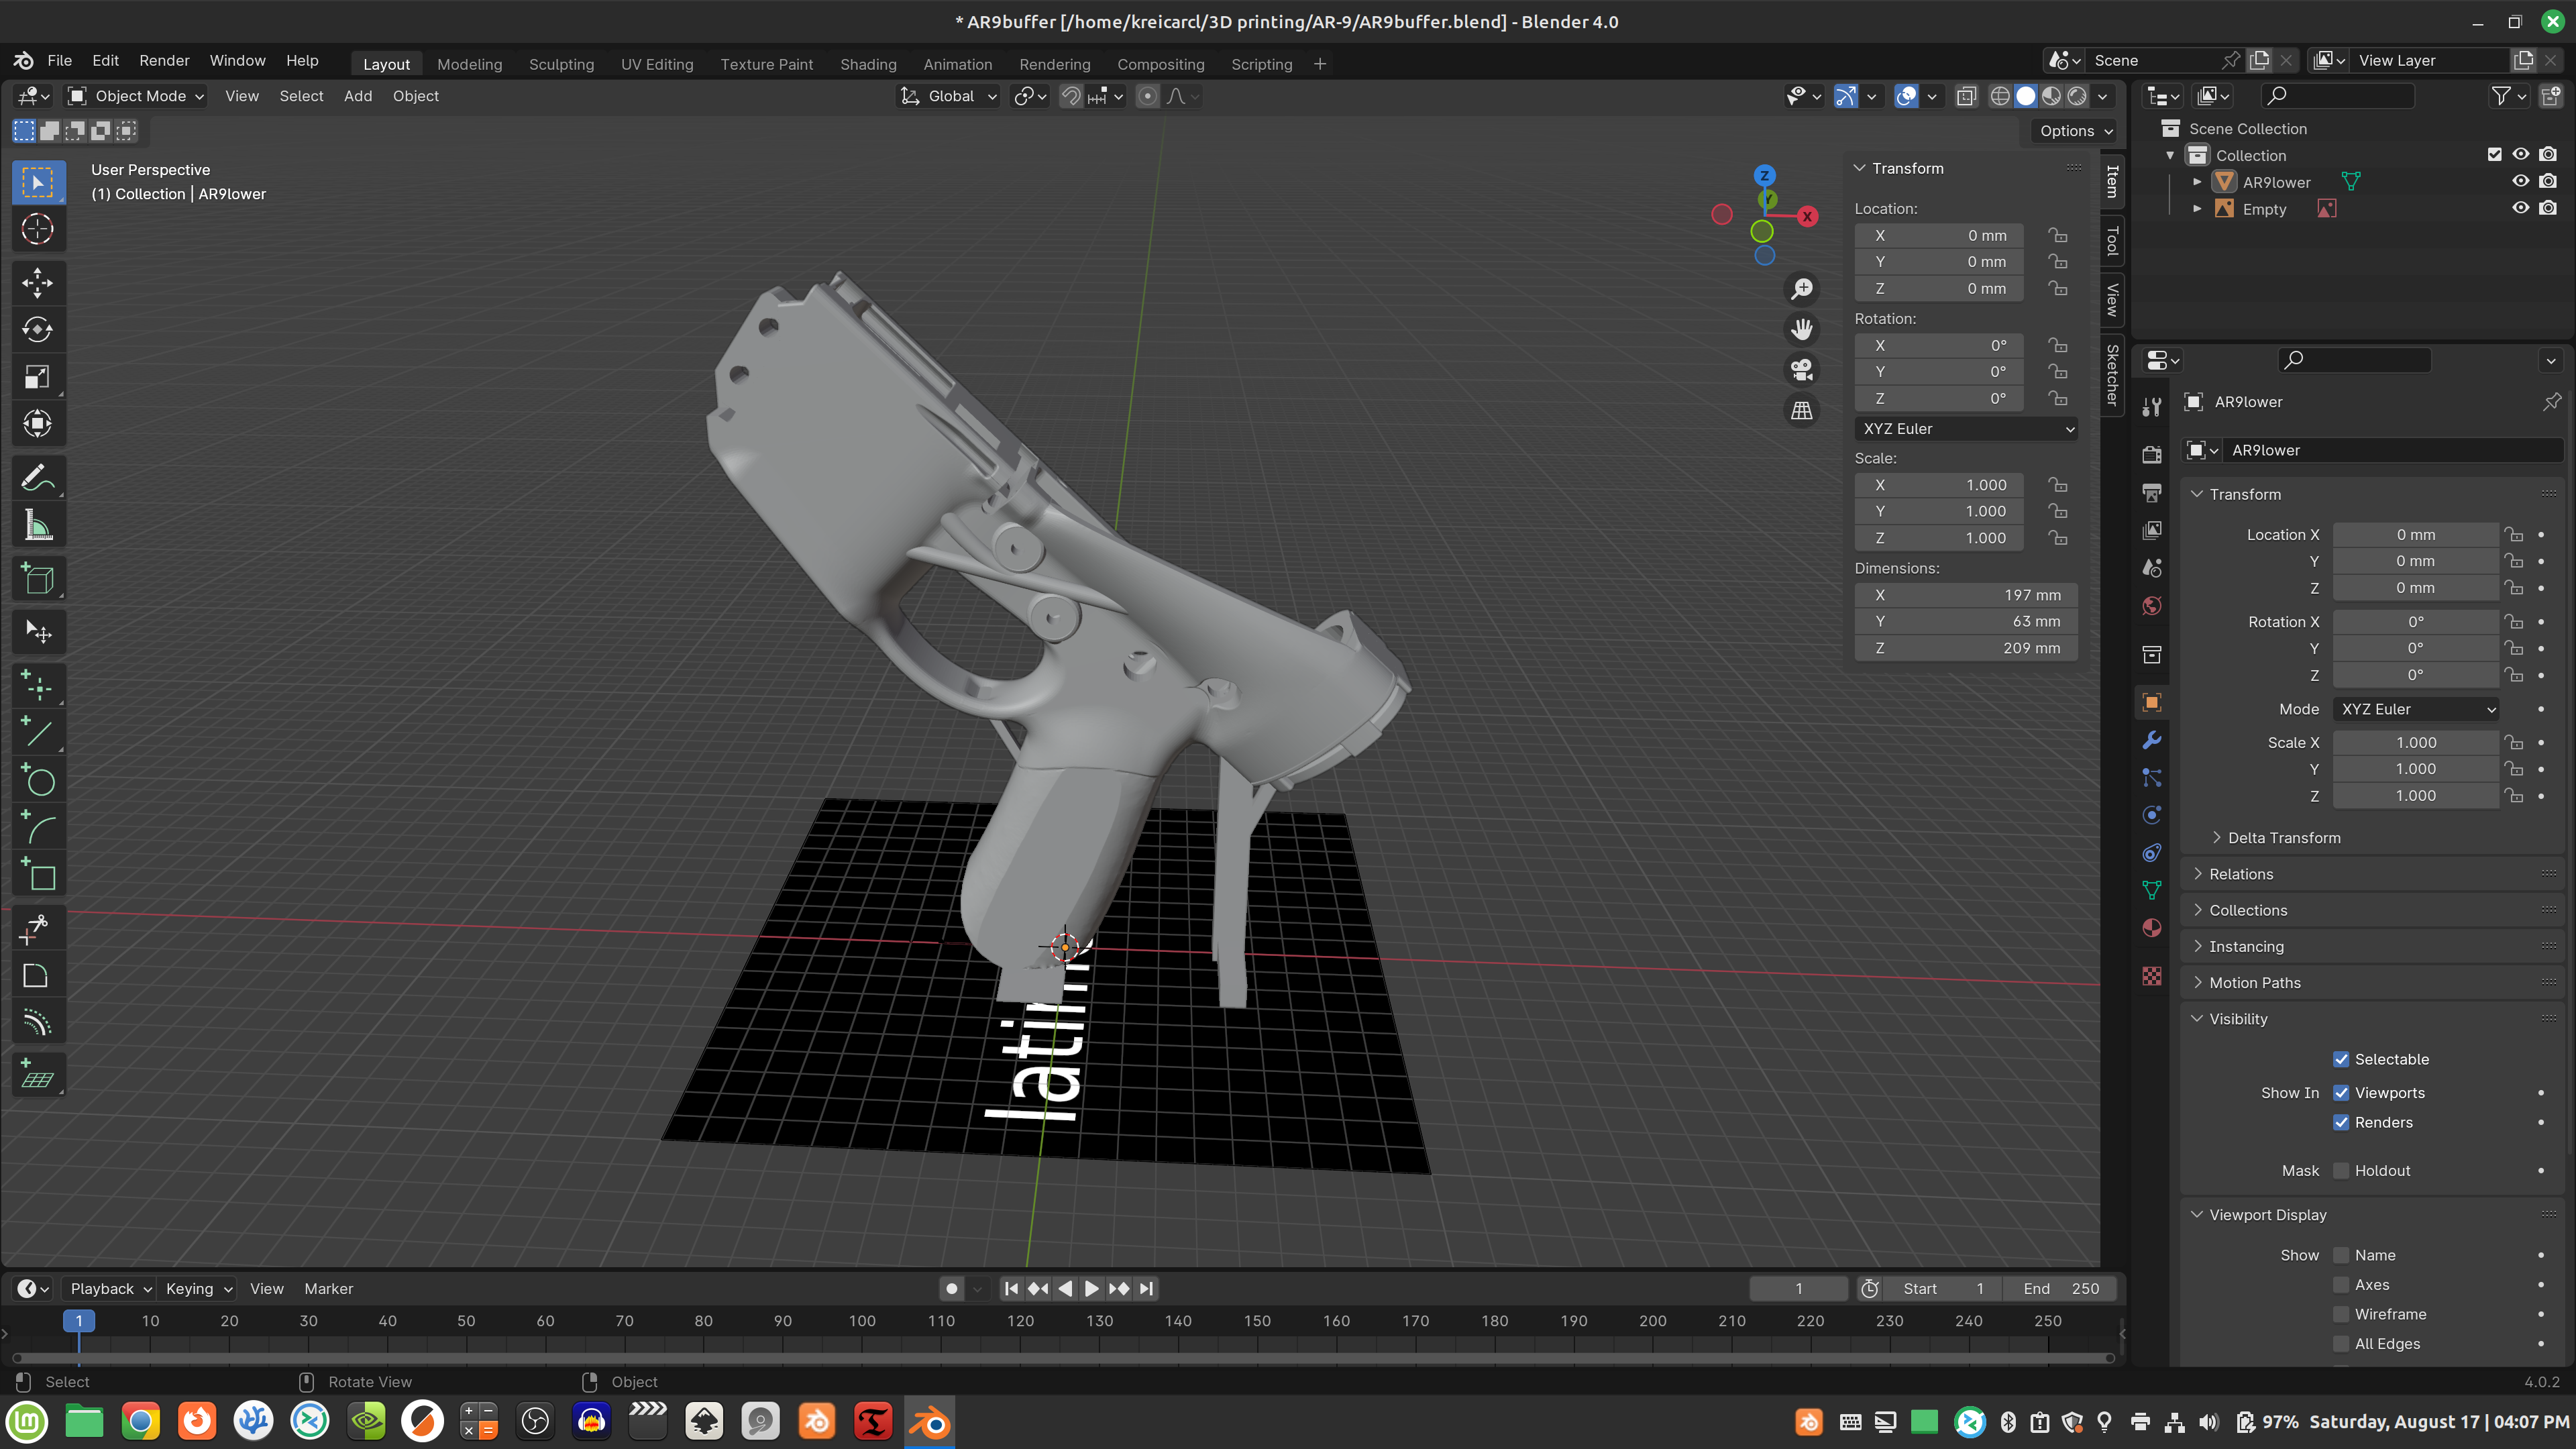 * AR9buffer [/home/kreicarcl/3D printing/AR-9/AR9buffer.blend] - Blender 4.0
File Edit Render Window Help Layout Modeling Sculpting UV Editing Texture Paint Shading Animation Rendering Compositing Scripting + Scene View Layer
Object Mode View Select Add Object Global
Options
User Perspective
(1) Collection | AR9lower
Z
Y
X
Transform
Location:
X 0 mm
Y 0 mm
Z 0 mm
Rotation:
X 0°
Y 0°
Z 0°
XYZ Euler
Scale:
X 1.000
Y 1.000
Z 1.000
Dimensions:
X 197 mm
Y 63 mm
Z 209 mm
Item
Tool
View
Sketcher
Scene Collection
Collection
AR9lower
Empty
AR9lower
AR9lower
Transform
Location X 0 mm
Y 0 mm
Z 0 mm
Rotation X 0°
Y 0°
Z 0°
Mode XYZ Euler
Scale X 1.000
Y 1.000
Z 1.000
Delta Transform
Relations
Collections
Instancing
Motion Paths
Visibility
Selectable
Show In Viewports
Renders
Mask Holdout
Viewport Display
Show Name
Axes
Wireframe
All Edges
Playback Keying View Marker 1 Start 1 End 250
1 10 20 30 40 50 60 70 80 90 100 110 120 130 140 150 160 170 180 190 200 210 220 230 240 250
Select Rotate View Object 4.0.2
97% Saturday, August 17 | 04:07 PM